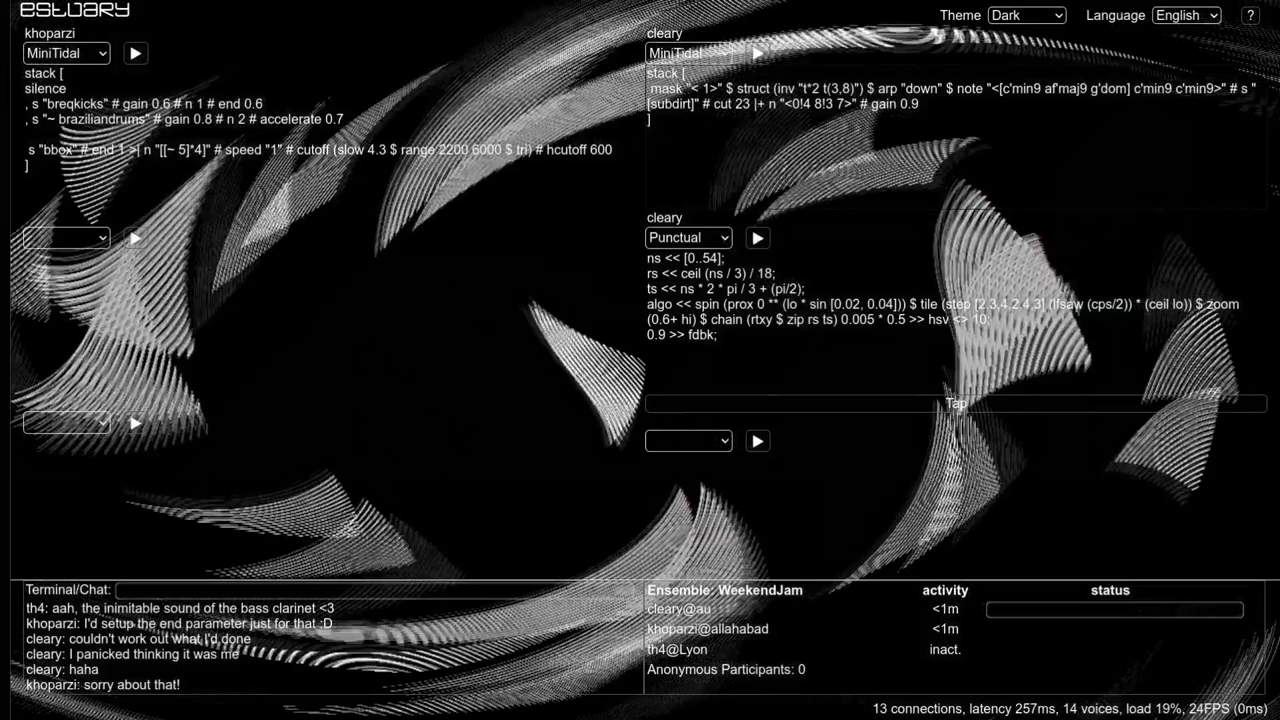 estuary
Theme Dark Language English ?
khoparzi
MiniTidal
stack [
silence
, s "breqkicks" # gain 0.6 # n 1 # end 0.6
, s "~ braziliandrums" # gain 0.8 # n 2 # accelerate 0.7
s "bbox" # end 1 >| n "[[~ 5]*4]" # speed "1" # cutoff (slow 4.3 $ range 2200 6000 $ tri) # hcutoff 600
]
cleary
MiniTidal
stack [
mask "< 1>" $ struct (inv "t*2 t(3,8)") $ arp "down" $ note "<[c'min9 af'maj9 g'dom] c'min9 c'min9>" # s "
[subdirt]" # cut 23 |+ n "<0!4 8!3 7>" # gain 0.9
]
cleary
Punctual
ns << [0..54];
rs << ceil (ns / 3) / 18;
ts << ns * 2 * pi / 3 + (pi/2);
algo << spin (prox 0 ** (lo * sin [0.02, 0.04])) $ tile (step [2,3,4,2,4,3] (lfsaw (cps/2)) * (ceil lo)) $ zoom
(0.6+ hi) $ chain (rtxy $ zip rs ts) 0.005 * 0.5 >> hsv <> 10;
0.9 >> fdbk;
Tap
Terminal/Chat:
th4: aah, the inimitable sound of the bass clarinet <3
khoparzi: I'd setup the end parameter just for that :D
cleary: couldn't work out what I'd done
cleary: I panicked thinking it was me
cleary: haha
khoparzi: sorry about that!
Ensemble: WeekendJam activity status
cleary@au <1m
khoparzi@allahabad <1m
th4@Lyon inact.
Anonymous Participants: 0
13 connections, latency 257ms, 14 voices, load 19%, 24FPS (0ms)